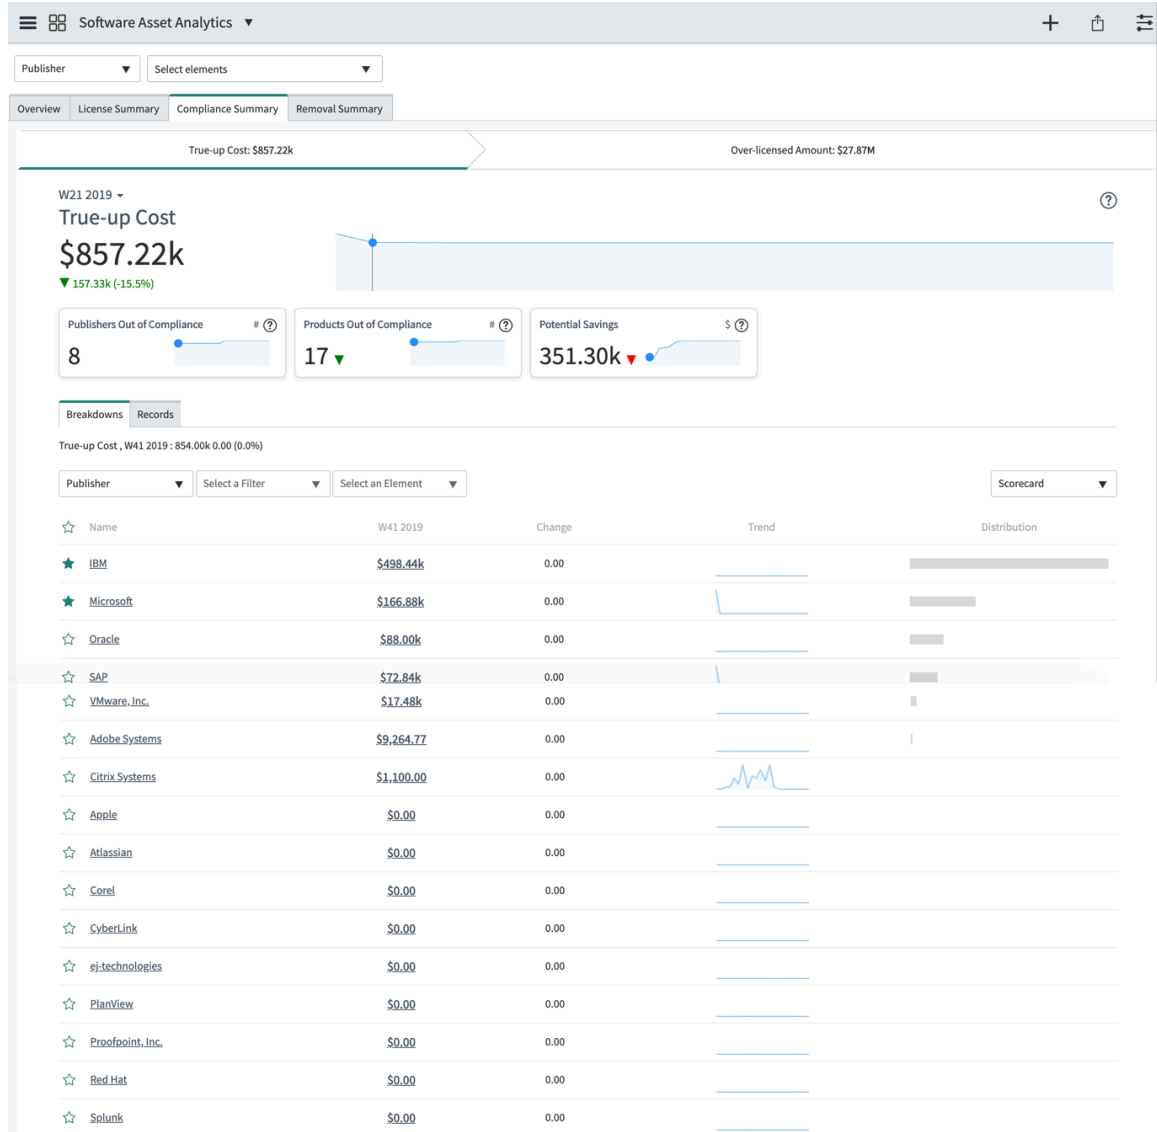 Software Asset Analytics
Publisher Select elements
Overview License Summary Compliance Summary Removal Summary
True-up Cost: $857.22k Over-licensed Amount: $27.87M
W21 2019
True-up Cost
$857.22k
157.33k (-15.5%)
Publishers Out of Compliance #
8
Products Out of Compliance #
17
Potential Savings $
351.30k
Breakdowns Records
True-up Cost , W41 2019 : 854.00k 0.00 (0.0%)
Publisher Select a Filter Select an Element Scorecard
Name W41 2019 Change Trend Distribution
IBM $498.44k 0.00
Microsoft $166.88k 0.00
Oracle $88.00k 0.00
SAP $72.84k 0.00
VMware, Inc. $17.48k 0.00
Adobe Systems $9,264.77 0.00
Citrix Systems $1,100.00 0.00
Apple $0.00 0.00
Atlassian $0.00 0.00
Corel $0.00 0.00
CyberLink $0.00 0.00
ej-technologies $0.00 0.00
PlanView $0.00 0.00
Proofpoint, Inc. $0.00 0.00
Red Hat $0.00 0.00
Splunk $0.00 0.00